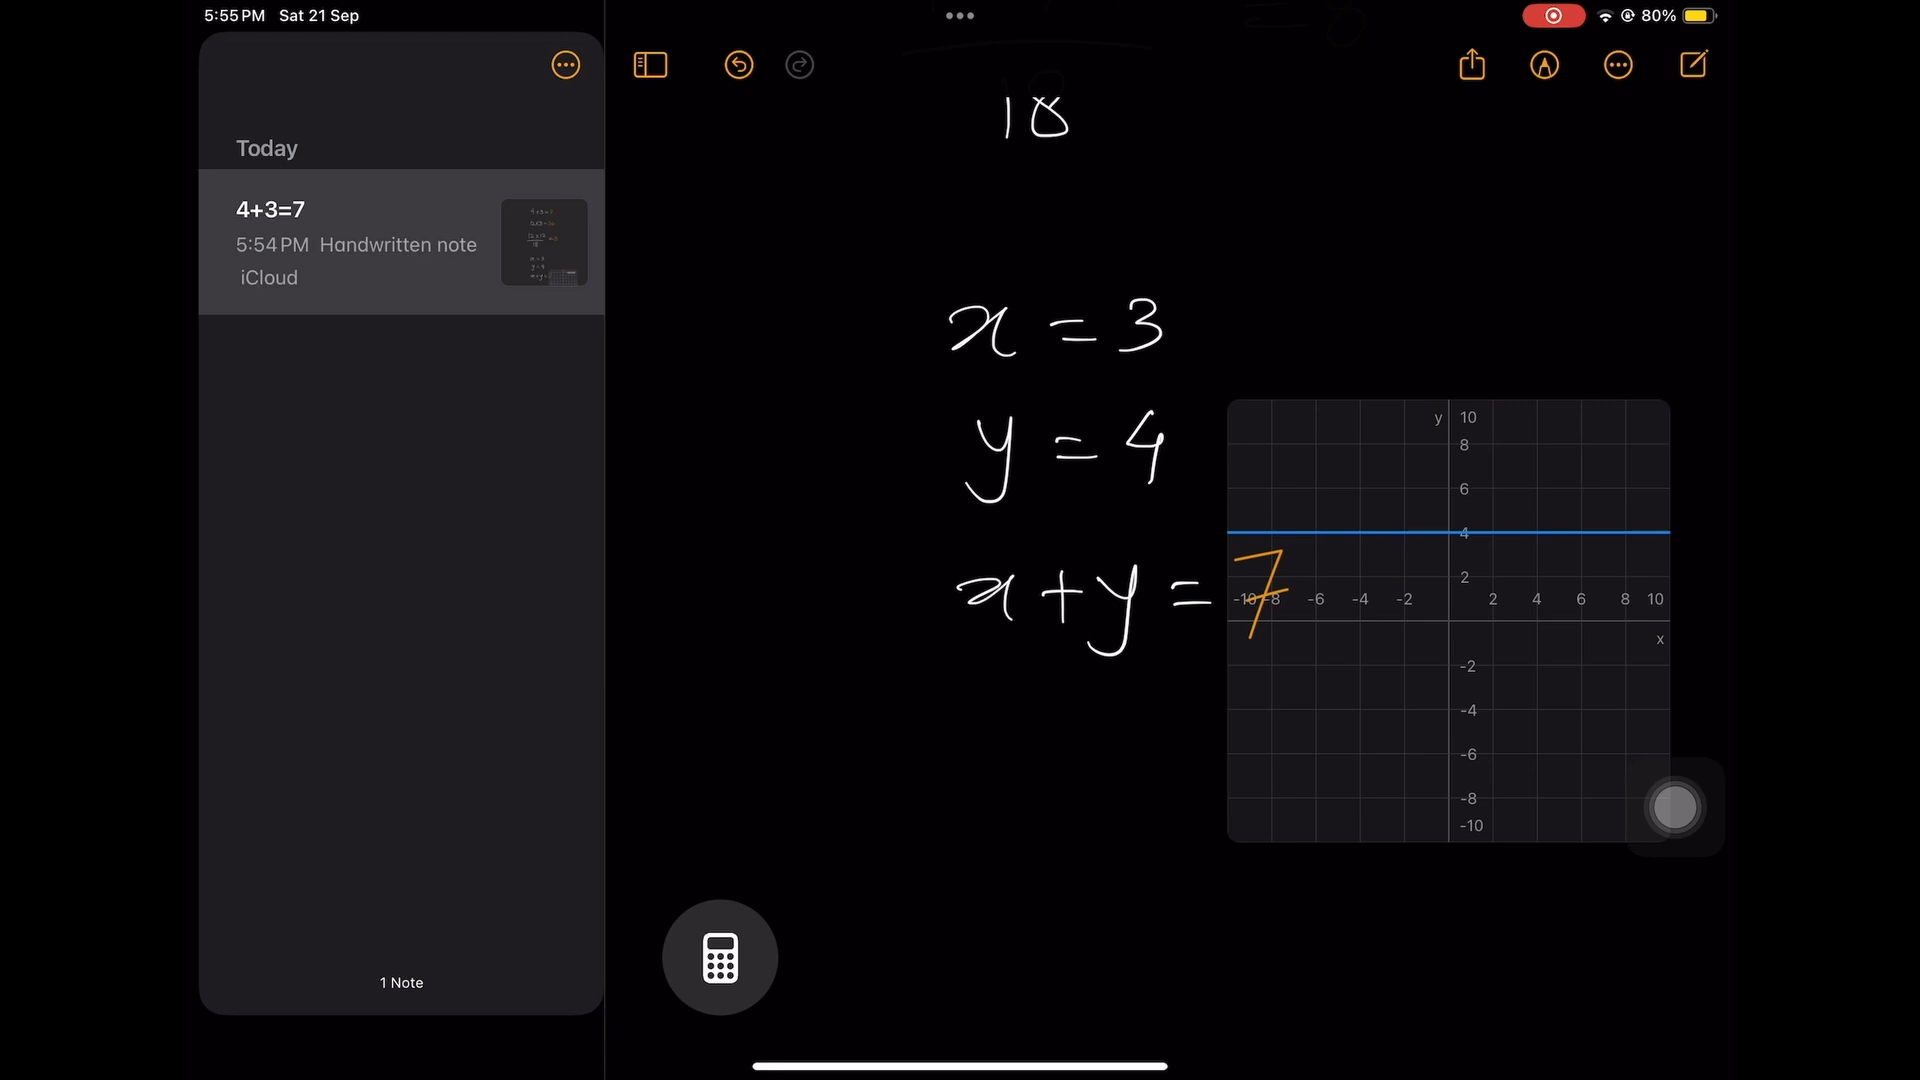 5:55 PM Sat 21 Sep
80%
Today
4+3=7
5:54 PM Handwritten note
iCloud
1 Note
18
x = 3
y = 4
x + y = 7
y 10
8
6
4
2
-10 -8 -6 -4 -2 2 4 6 8 10
x
-2
-4
-6
-8
-10